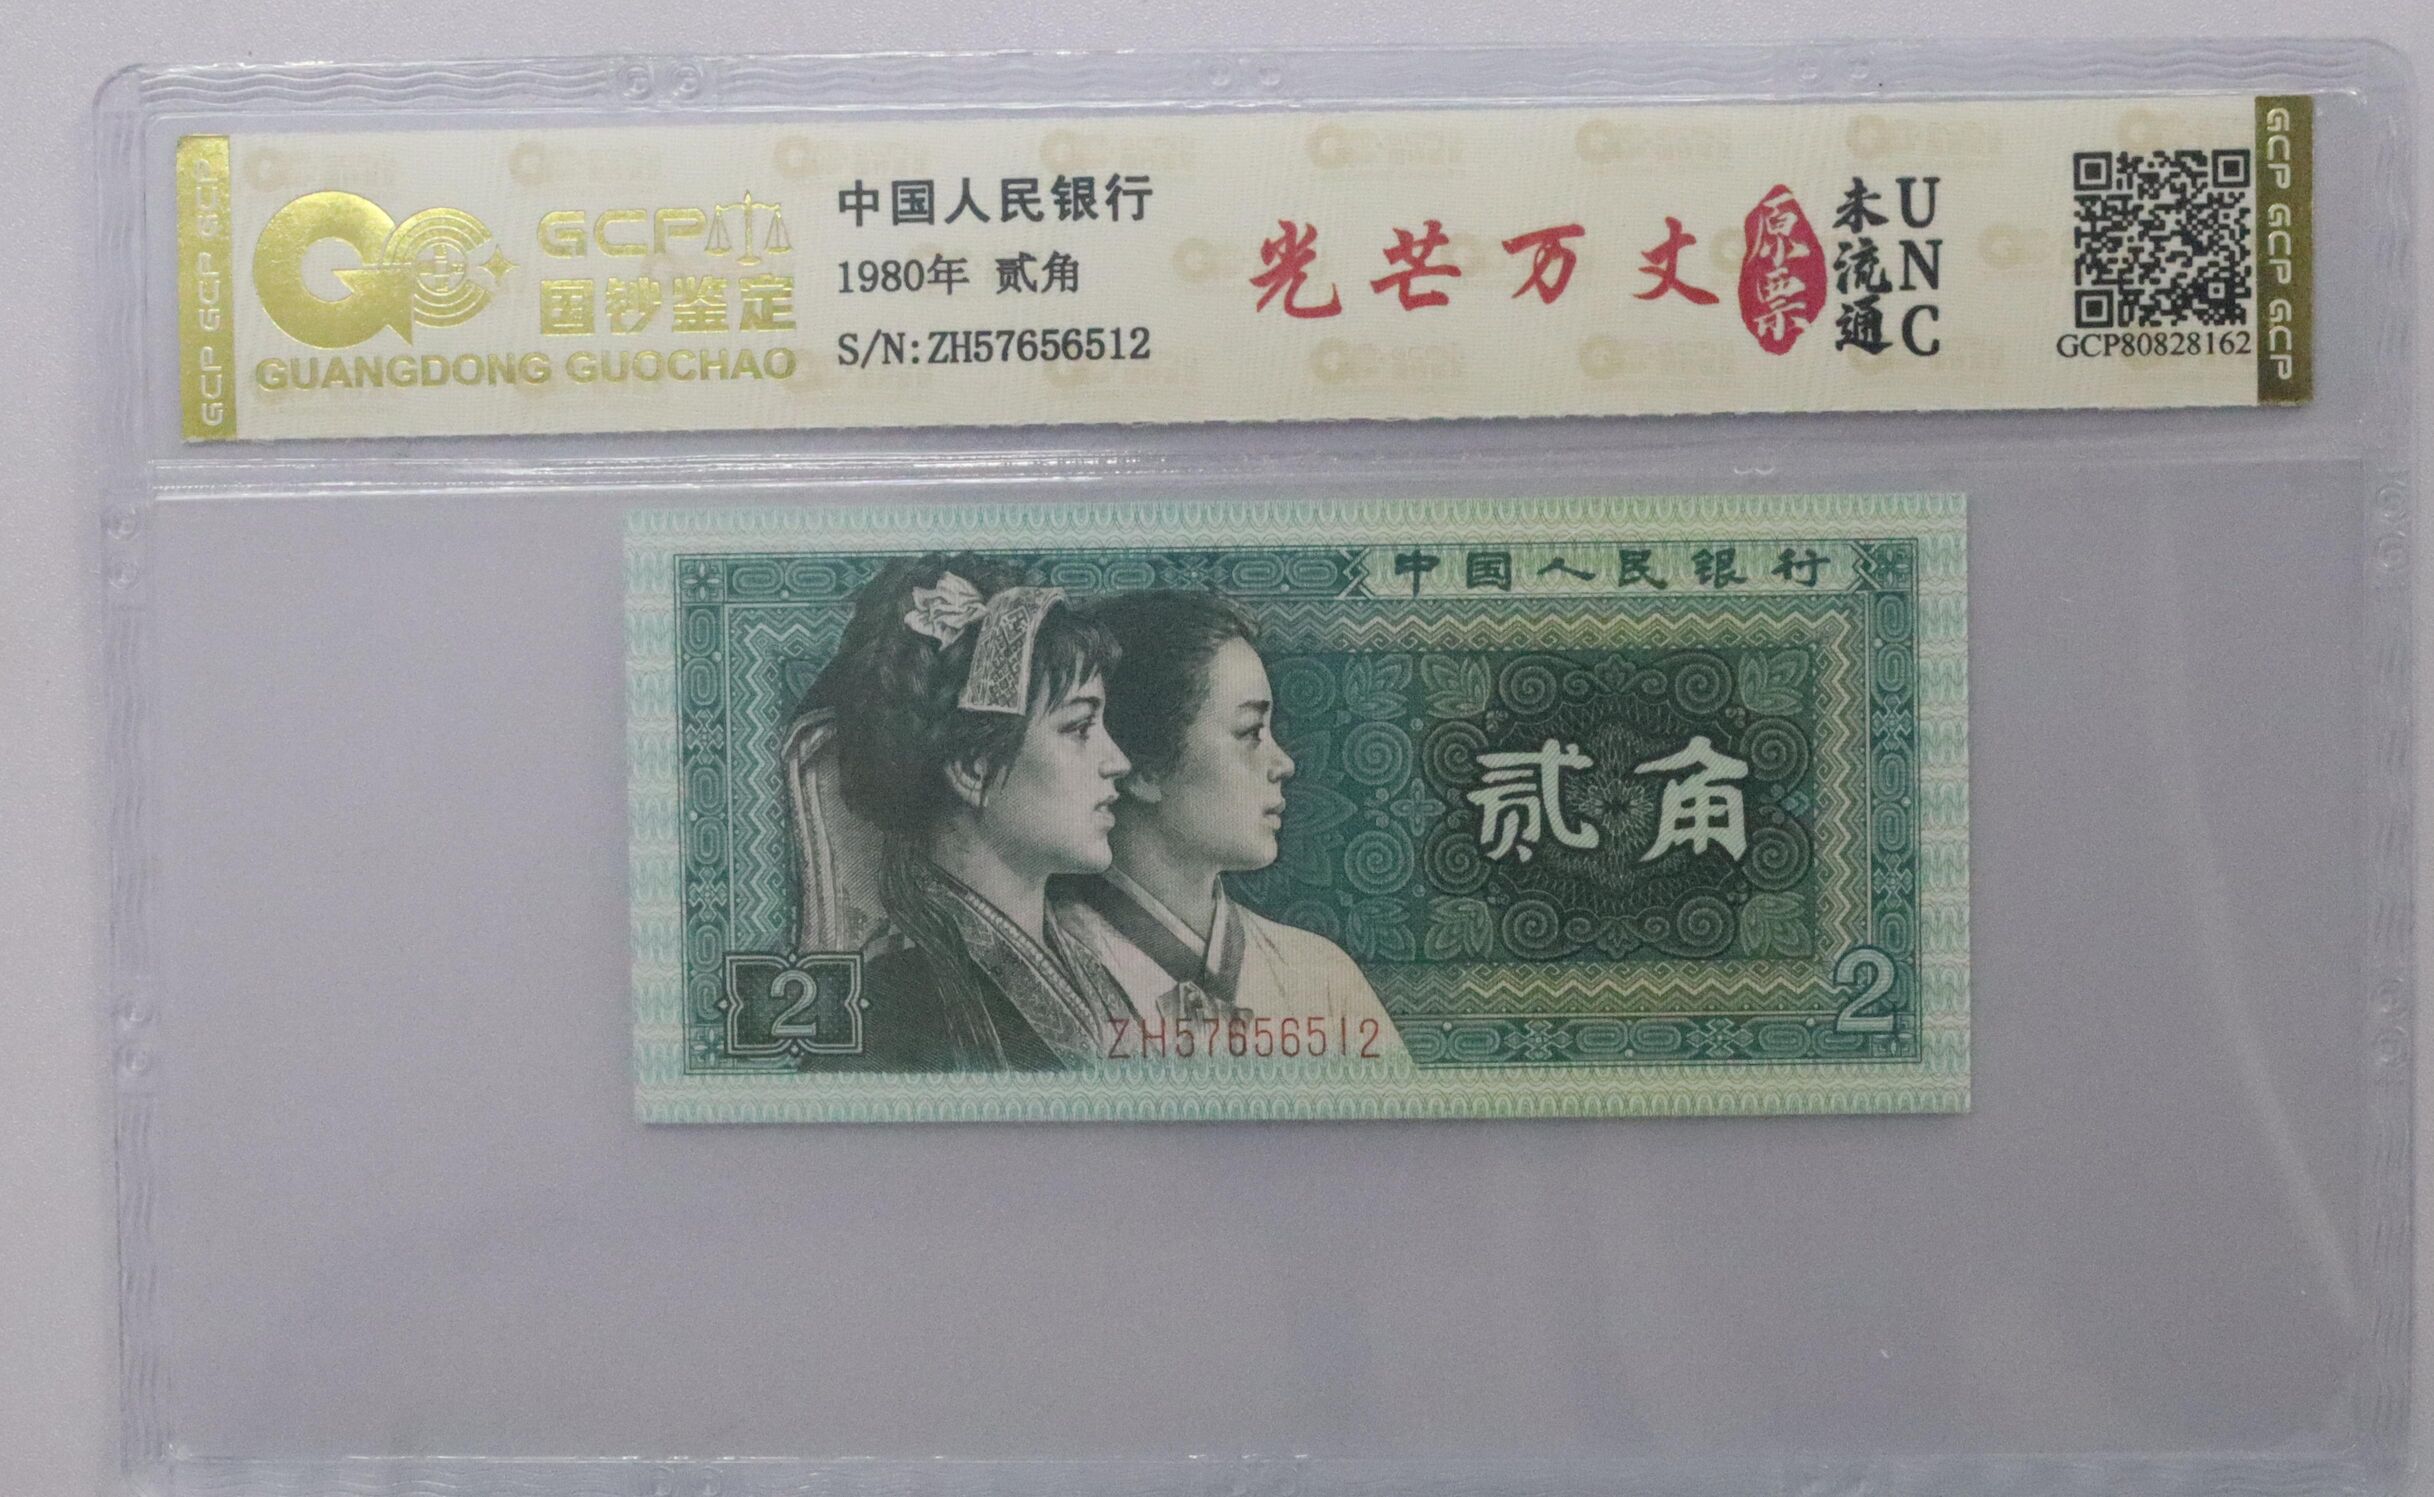 GCP GCP GCP
GCP
国钞鉴定
GUANGDONG GUOCHAO
中国人民银行
1980年 贰角
S/N:ZH57656512
光芒万丈
原票
未流通
UNC
GCP80828162
GCP GCP GCP
中国人民银行
贰角
2
2
ZH57656512